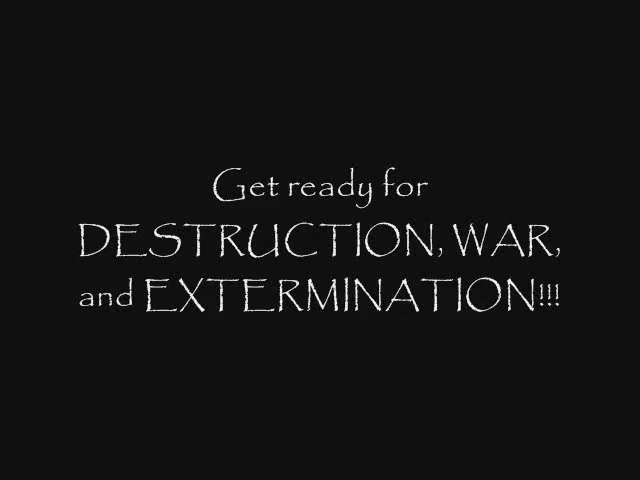 Get ready for
DESTRUCTION, WAR,
and EXTERMINATION!!!